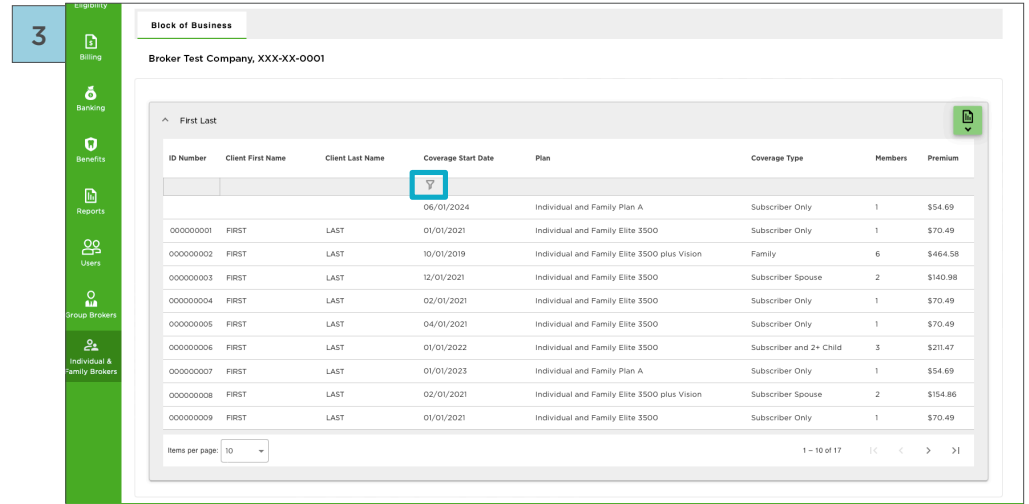 3
Eligibility
Billing
Banking
Benefits
Reports
Users
Group Brokers
Individual &
Family Brokers
Block of Business
Broker Test Company, XXX-XX-0001
First Last
ID Number Client First Name Client Last Name Coverage Start Date Plan Coverage Type Members Premium
06/01/2024 Individual and Family Plan A Subscriber Only 1 $54.69
000000001 FIRST LAST 01/01/2021 Individual and Family Elite 3500 Subscriber Only 1 $70.49
000000002 FIRST LAST 10/01/2019 Individual and Family Elite 3500 plus Vision Family 6 $464.58
000000003 FIRST LAST 12/01/2021 Individual and Family Elite 3500 Subscriber Spouse 2 $140.98
000000004 FIRST LAST 02/01/2021 Individual and Family Elite 3500 Subscriber Only 1 $70.49
000000005 FIRST LAST 04/01/2021 Individual and Family Elite 3500 Subscriber Only 1 $70.49
000000006 FIRST LAST 01/01/2022 Individual and Family Elite 3500 Subscriber and 2+ Child 3 $211.47
000000007 FIRST LAST 01/01/2023 Individual and Family Plan A Subscriber Only 1 $54.69
000000008 FIRST LAST 02/01/2021 Individual and Family Elite 3500 plus Vision Subscriber Spouse 2 $154.86
000000009 FIRST LAST 01/01/2021 Individual and Family Elite 3500 Subscriber Only 1 $70.49
Items per page: 10 1 – 10 of 17